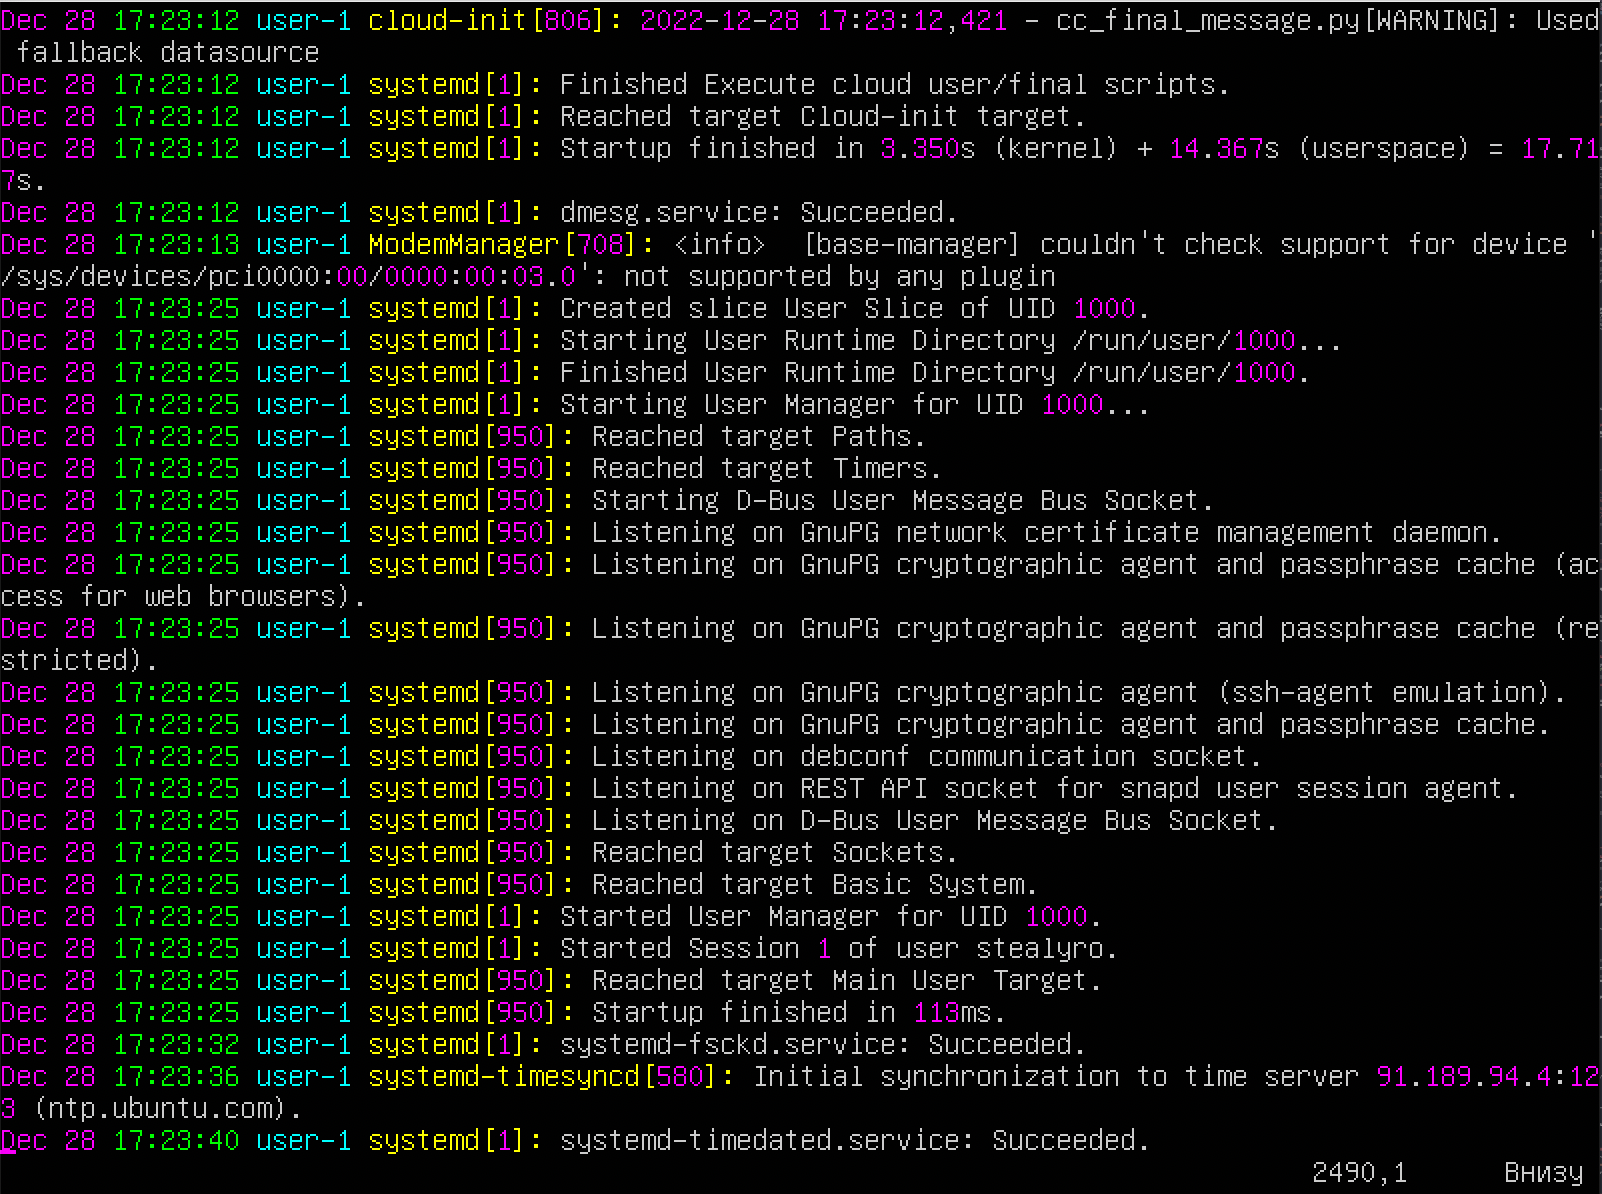 Dec 28 17:23:12 user-1 cloud-init[806]: 2022-12-28 17:23:12,421 - cc_final_message.py[WARNING]: Used
 fallback datasource
Dec 28 17:23:12 user-1 systemd[1]: Finished Execute cloud user/final scripts.
Dec 28 17:23:12 user-1 systemd[1]: Reached target Cloud-init target.
Dec 28 17:23:12 user-1 systemd[1]: Startup finished in 3.350s (kernel) + 14.367s (userspace) = 17.71
7s.
Dec 28 17:23:12 user-1 systemd[1]: dmesg.service: Succeeded.
Dec 28 17:23:13 user-1 ModemManager[708]: <info>  [base-manager] couldn't check support for device '
/sys/devices/pci0000:00/0000:00:03.0': not supported by any plugin
Dec 28 17:23:25 user-1 systemd[1]: Created slice User Slice of UID 1000.
Dec 28 17:23:25 user-1 systemd[1]: Starting User Runtime Directory /run/user/1000...
Dec 28 17:23:25 user-1 systemd[1]: Finished User Runtime Directory /run/user/1000.
Dec 28 17:23:25 user-1 systemd[1]: Starting User Manager for UID 1000...
Dec 28 17:23:25 user-1 systemd[950]: Reached target Paths.
Dec 28 17:23:25 user-1 systemd[950]: Reached target Timers.
Dec 28 17:23:25 user-1 systemd[950]: Starting D-Bus User Message Bus Socket.
Dec 28 17:23:25 user-1 systemd[950]: Listening on GnuPG network certificate management daemon.
Dec 28 17:23:25 user-1 systemd[950]: Listening on GnuPG cryptographic agent and passphrase cache (ac
cess for web browsers).
Dec 28 17:23:25 user-1 systemd[950]: Listening on GnuPG cryptographic agent and passphrase cache (re
stricted).
Dec 28 17:23:25 user-1 systemd[950]: Listening on GnuPG cryptographic agent (ssh-agent emulation).
Dec 28 17:23:25 user-1 systemd[950]: Listening on GnuPG cryptographic agent and passphrase cache.
Dec 28 17:23:25 user-1 systemd[950]: Listening on debconf communication socket.
Dec 28 17:23:25 user-1 systemd[950]: Listening on REST API socket for snapd user session agent.
Dec 28 17:23:25 user-1 systemd[950]: Listening on D-Bus User Message Bus Socket.
Dec 28 17:23:25 user-1 systemd[950]: Reached target Sockets.
Dec 28 17:23:25 user-1 systemd[950]: Reached target Basic System.
Dec 28 17:23:25 user-1 systemd[1]: Started User Manager for UID 1000.
Dec 28 17:23:25 user-1 systemd[1]: Started Session 1 of user stealyro.
Dec 28 17:23:25 user-1 systemd[950]: Reached target Main User Target.
Dec 28 17:23:25 user-1 systemd[950]: Startup finished in 113ms.
Dec 28 17:23:32 user-1 systemd[1]: systemd-fsckd.service: Succeeded.
Dec 28 17:23:36 user-1 systemd-timesyncd[580]: Initial synchronization to time server 91.189.94.4:12
3 (ntp.ubuntu.com).
Dec 28 17:23:40 user-1 systemd[1]: systemd-timedated.service: Succeeded.
2490,1 Внизу